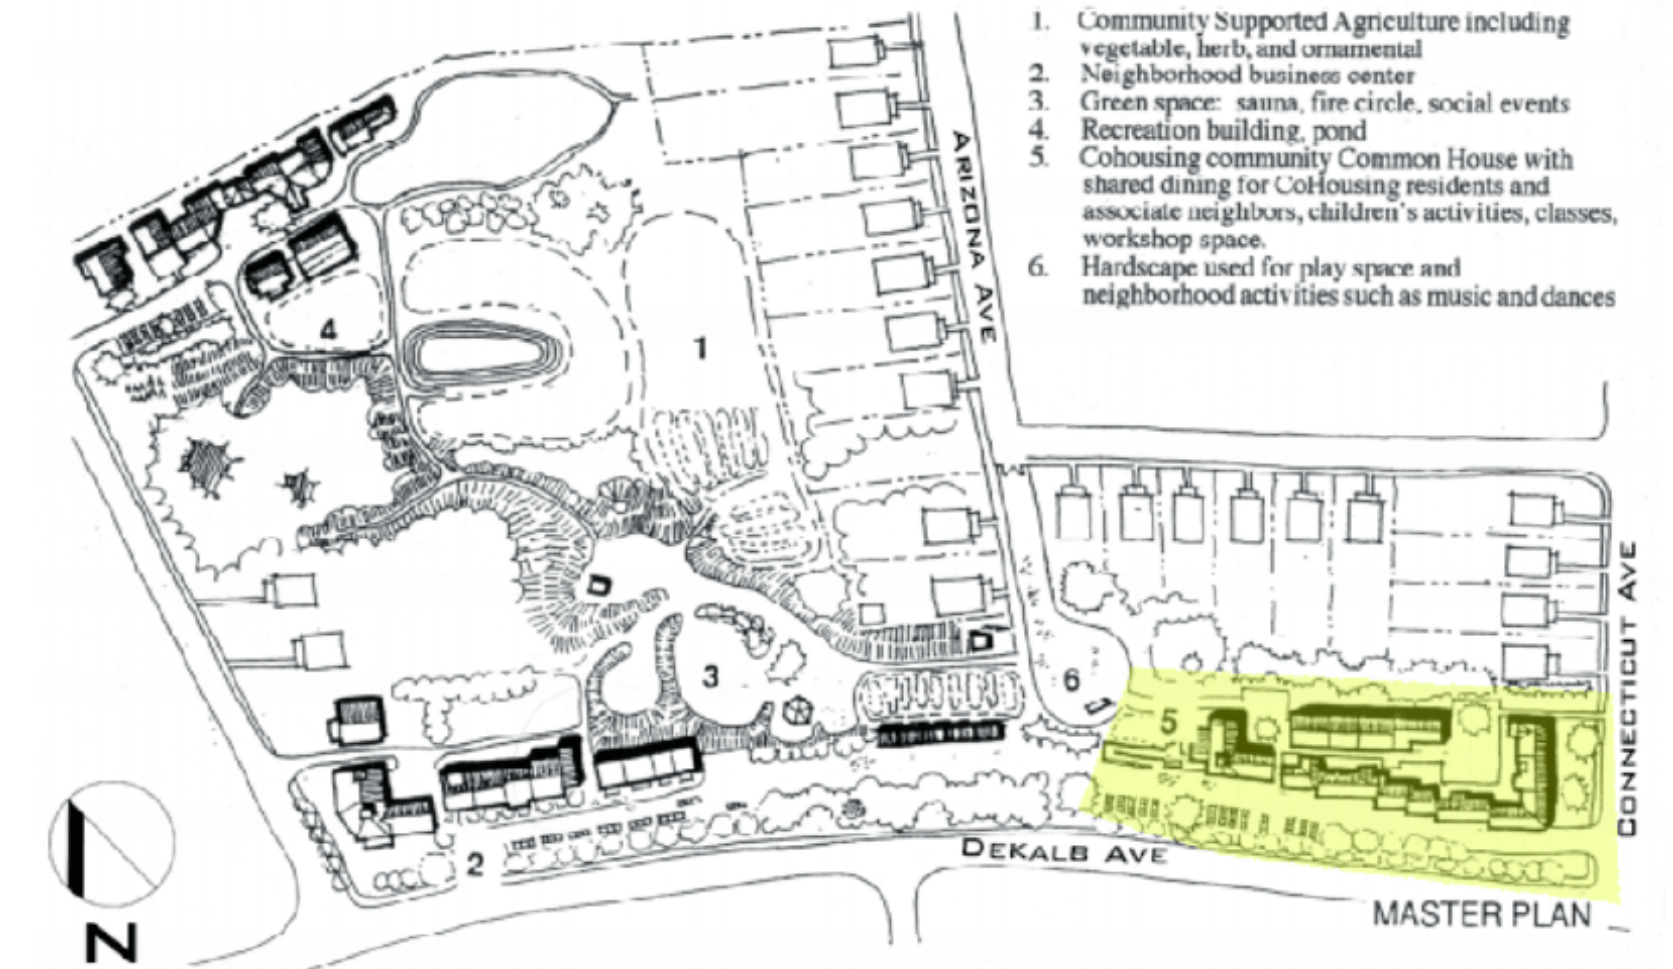 1. Community Supported Agriculture including
vegetable, herb, and ornamental
2. Neighborhood business center
3. Green space: sauna, fire circle, social events
4. Recreation building, pond
5. Cohousing community Common House with
shared dining for CoHousing residents and
associate neighbors, children's activities, classes,
workshop space.
6. Hardscape used for play space and
neighborhood activities such as music and dances
ARIZONA AVE
4
1
3
6
5
2
CONNECTICUT AVE
DEKALB AVE
MASTER PLAN
N